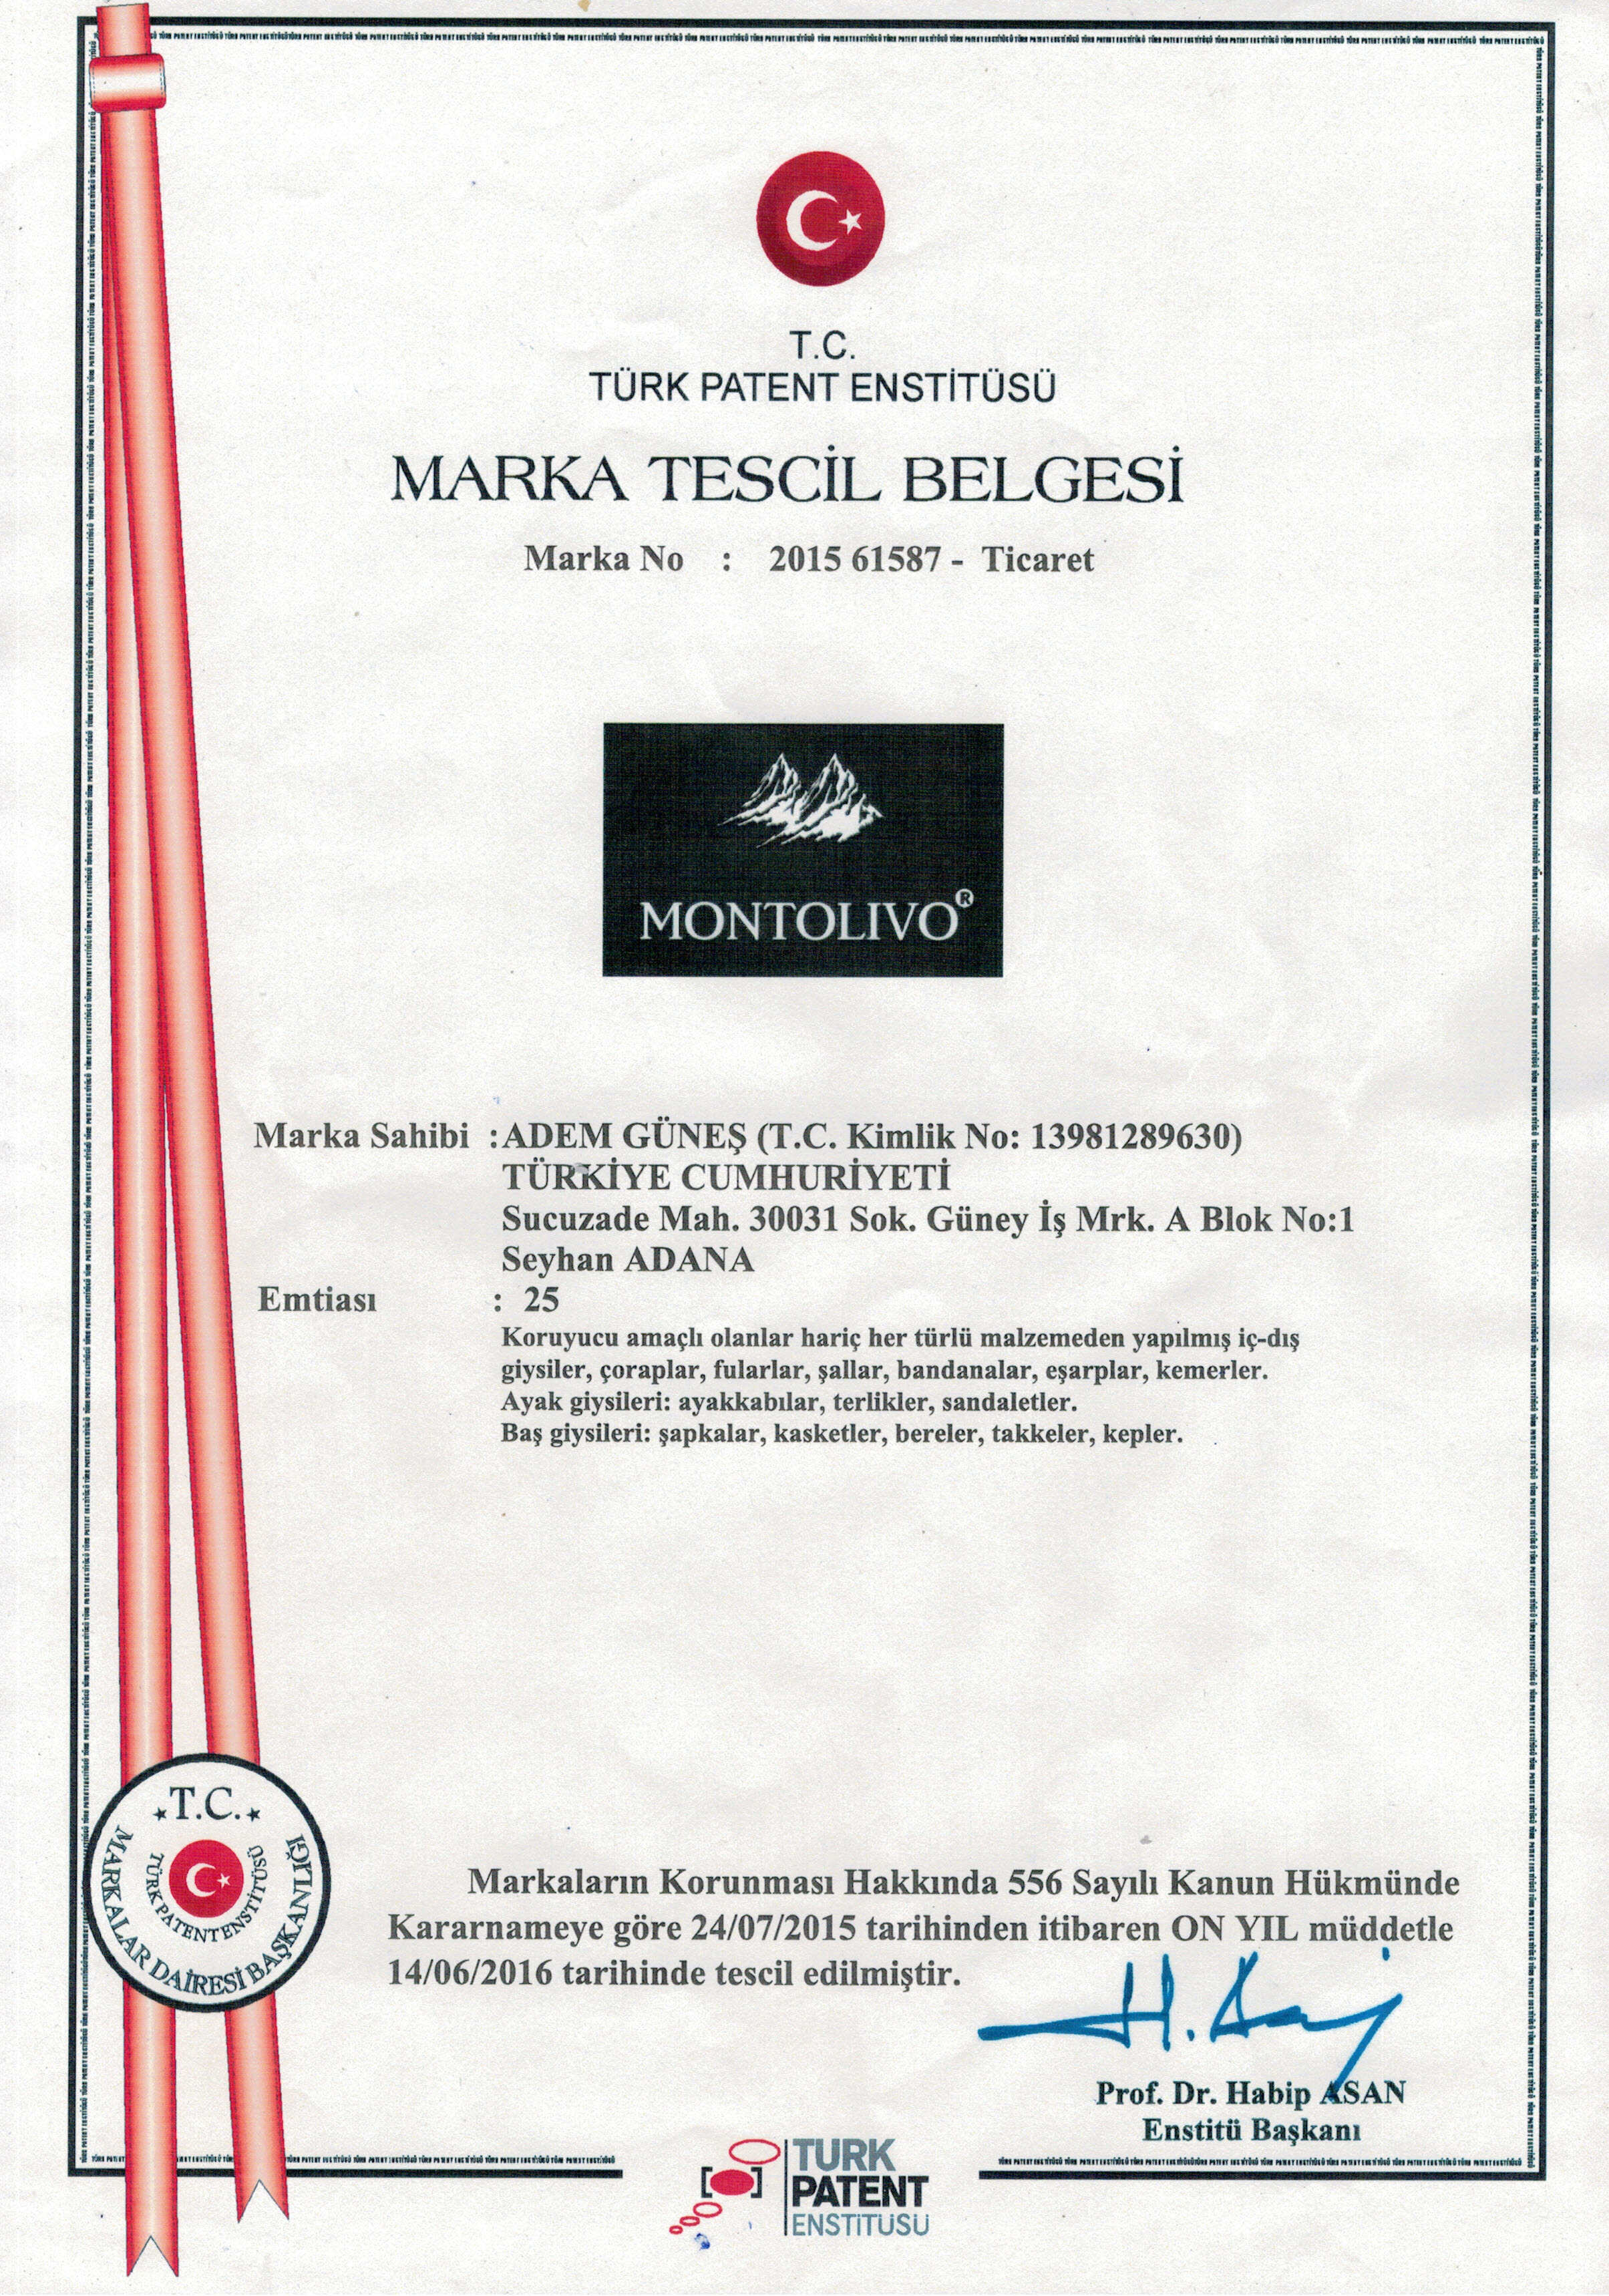 T.C.
TÜRK PATENT ENSTİTÜSÜ
MARKA TESCİL BELGESİ
Marka No : 2015 61587 - Ticaret
MONTOLIVO®
Marka Sahibi :ADEM GÜNEŞ (T.C. Kimlik No: 13981289630)
TÜRKİYE CUMHURİYETİ
Sucuzade Mah. 30031 Sok. Güney İş Mrk. A Blok No:1
Seyhan ADANA
Emtiası : 25
Koruyucu amaçlı olanlar hariç her türlü malzemeden yapılmış iç-dış
giysiler, çoraplar, fularlar, şallar, bandanalar, eşarplar, kemerler.
Ayak giysileri: ayakkabılar, terlikler, sandaletler.
Baş giysileri: şapkalar, kasketler, bereler, takkeler, kepler.
T.C.
TÜRK PATENT ENSTİTÜSÜ
MARKALAR DAİRESİ BAŞKANLIĞI
Markaların Korunması Hakkında 556 Sayılı Kanun Hükmünde
Kararnameye göre 24/07/2015 tarihinden itibaren ON YIL müddetle
14/06/2016 tarihinde tescil edilmiştir.
Prof. Dr. Habip ASAN
Enstitü Başkanı
TURK
PATENT
ENSTİTÜSÜ